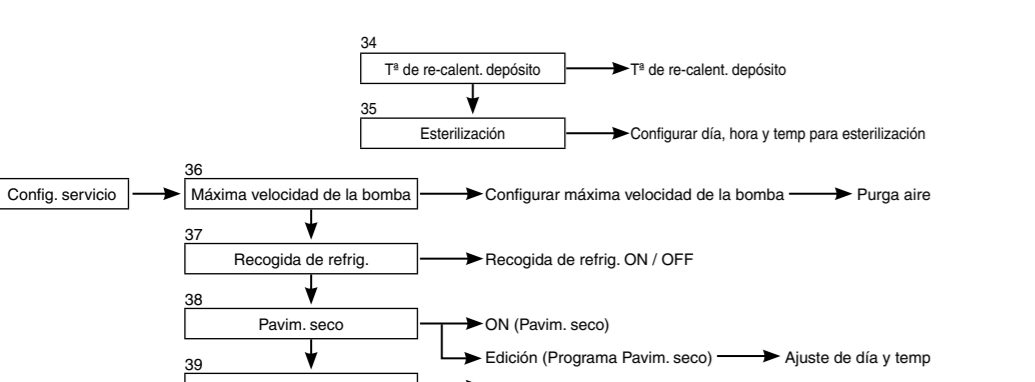 34
Tª de re-calent. depósito
Tª de re-calent. depósito
35
Esterilización
Configurar día, hora y temp para esterilización
Config. servicio
36
Máxima velocidad de la bomba
Configurar máxima velocidad de la bomba
Purga aire
37
Recogida de refrig.
Recogida de refrig. ON / OFF
38
Pavim. seco
ON (Pavim. seco)
Edición (Programa Pavim. seco)
Ajuste de día y temp
39